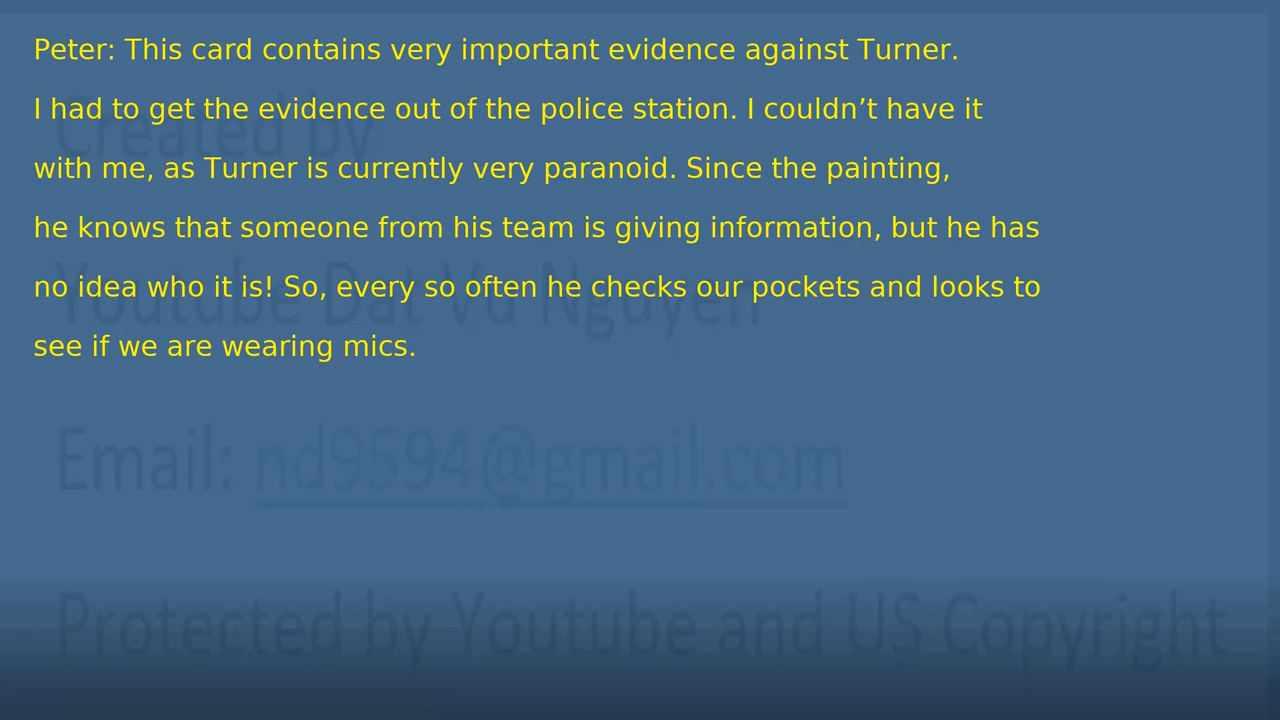 Peter: This card contains very important evidence against Turner.
Created by
I had to get the evidence out of the police station. I couldn’t have it
with me, as Turner is currently very paranoid. Since the painting,
he knows that someone from his team is giving information, but he has
Youtube Dat Vu Nguyen
no idea who it is! So, every so often he checks our pockets and looks to
see if we are wearing mics.
Email: nd9594@gmail.com
Protected by Youtube and US Copyright